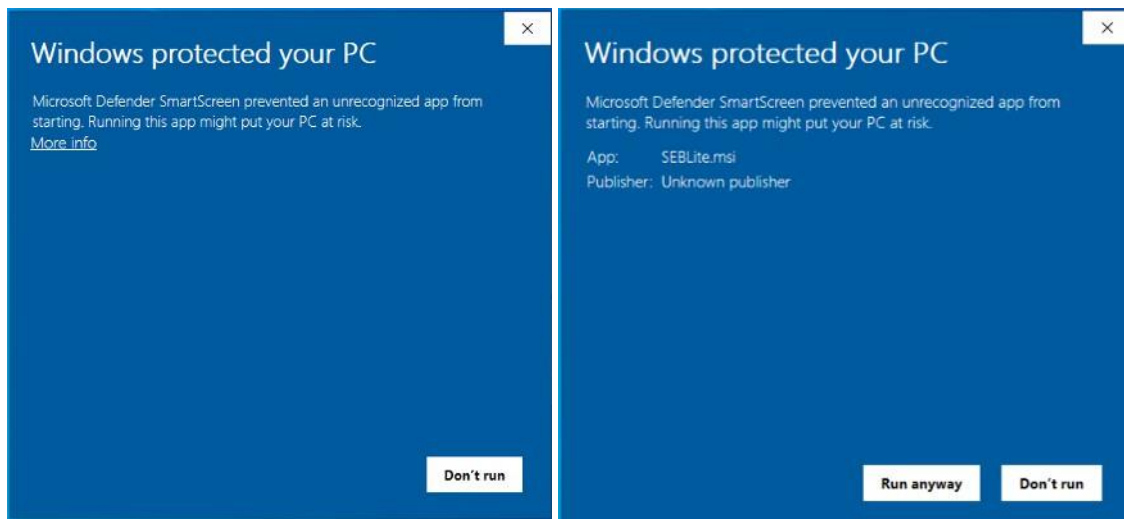 Windows protected your PC
Microsoft Defender SmartScreen prevented an unrecognized app from
starting. Running this app might put your PC at risk.
More info
Don't run
Windows protected your PC
Microsoft Defender SmartScreen prevented an unrecognized app from
starting. Running this app might put your PC at risk.
App: SEBLite.msi
Publisher: Unknown publisher
Run anyway Don't run